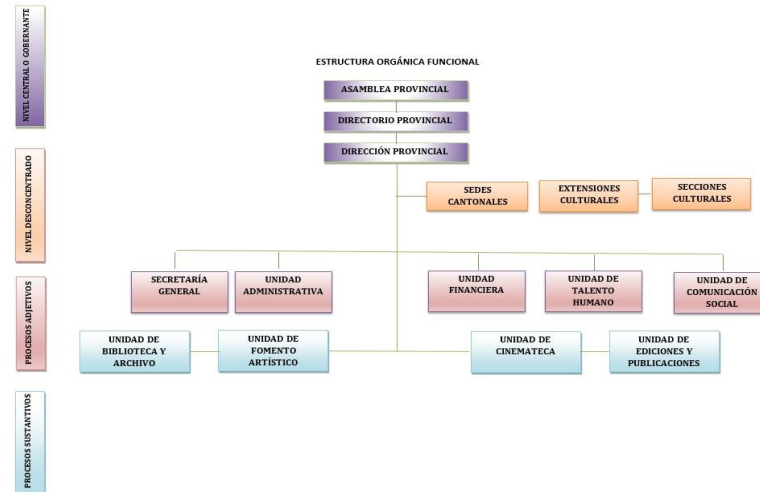 NIVEL CENTRAL O GOBERNANTE
ESTRUCTURA ORGÁNICA FUNCIONAL
ASAMBLEA PROVINCIAL
DIRECTORIO PROVINCIAL
DIRECCIÓN PROVINCIAL
NIVEL DESCONCENTRADO
SEDES
CANTONALES
EXTENSIONES
CULTURALES
SECCIONES
CULTURALES
PROCESOS ADJETIVOS
SECRETARÍA
GENERAL
UNIDAD
ADMINISTRATIVA
UNIDAD
FINANCIERA
UNIDAD DE
TALENTO
HUMANO
UNIDAD DE
COMUNICACIÓN
SOCIAL
UNIDAD DE
BIBLIOTECA Y
ARCHIVO
UNIDAD DE
FOMENTO
ARTÍSTICO
UNIDAD DE
CINEMATECA
UNIDAD DE
EDICIONES Y
PUBLICACIONES
PROCESOS SUSTANTIVOS